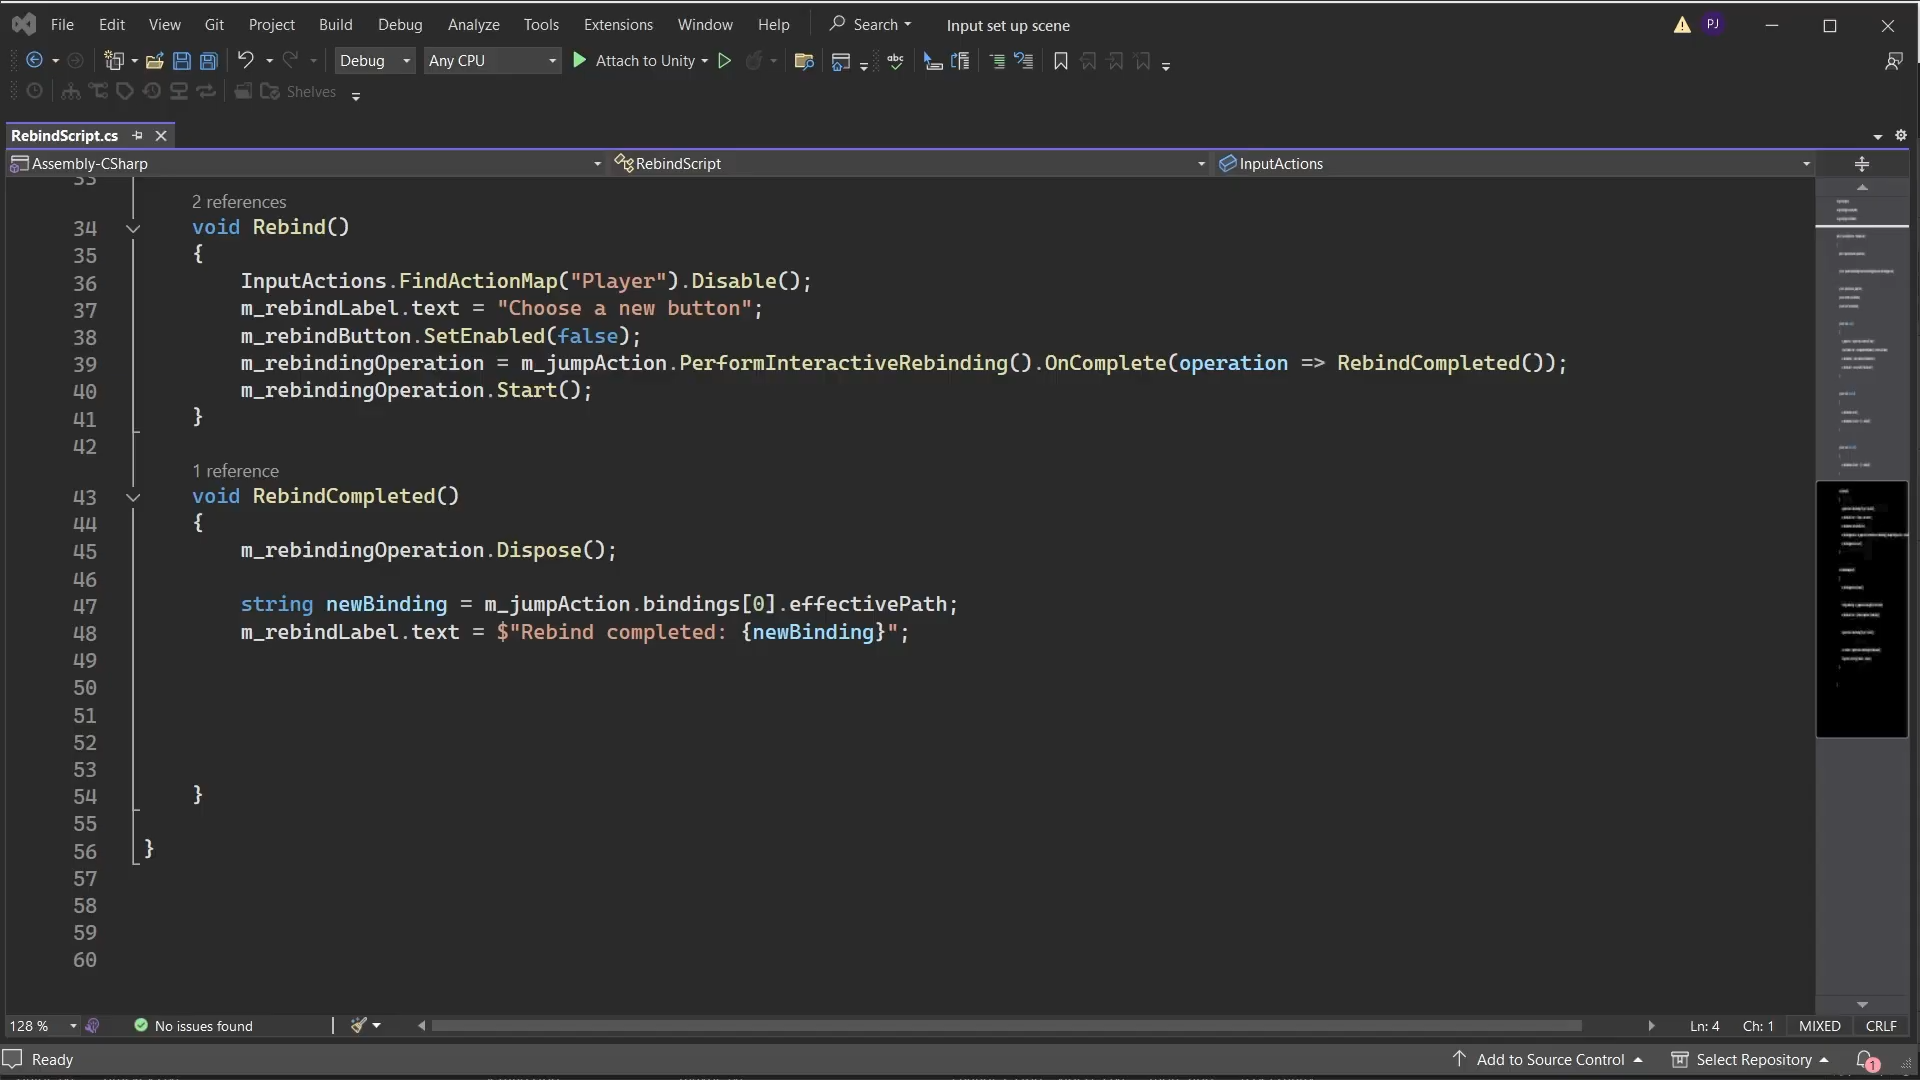 File Edit View Git Project Build Debug Analyze Tools Extensions Window Help Search Input set up scene PJ
Debug Any CPU Attach to Unity abc
Shelves
RebindScript.cs
Assembly-CSharp RebindScript InputActions
33
2 references
34 void Rebind()
35 {
36 InputActions.FindActionMap("Player").Disable();
37 m_rebindLabel.text = "Choose a new button";
38 m_rebindButton.SetEnabled(false);
39 m_rebindingOperation = m_jumpAction.PerformInteractiveRebinding().OnComplete(operation => RebindCompleted());
40 m_rebindingOperation.Start();
41 }
42
1 reference
43 void RebindCompleted()
44 {
45 m_rebindingOperation.Dispose();
46
47 string newBinding = m_jumpAction.bindings[0].effectivePath;
48 m_rebindLabel.text = $"Rebind completed: {newBinding}";
49
50
51
52
53
54 }
55
56 }
57
58
59
60
128 % No issues found Ln: 4 Ch: 1 MIXED CRLF
Ready Add to Source Control Select Repository 1